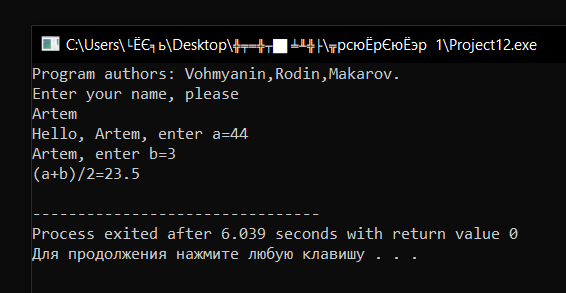 C:\Users\└ЁЄ╕ь\Desktop\╬╤═╬┬▇╧╨╬├\╦рсюЁрЄюЁэр 1\Project12.exe
Program authors: Vohmyanin,Rodin,Makarov.
Enter your name, please
Artem
Hello, Artem, enter a=44
Artem, enter b=3
(a+b)/2=23.5
--------------------------------
Process exited after 6.039 seconds with return value 0
Для продолжения нажмите любую клавишу . . .